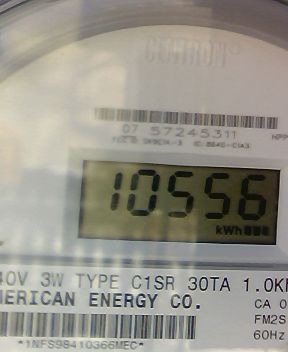 CENTRON®
07 57245311
10556
kWh
40V 3W TYPE C1SR 30TA 1.0K
MERICAN ENERGY CO.
CA 0
FM2S
60Hz
*1NFS98410366MEC*